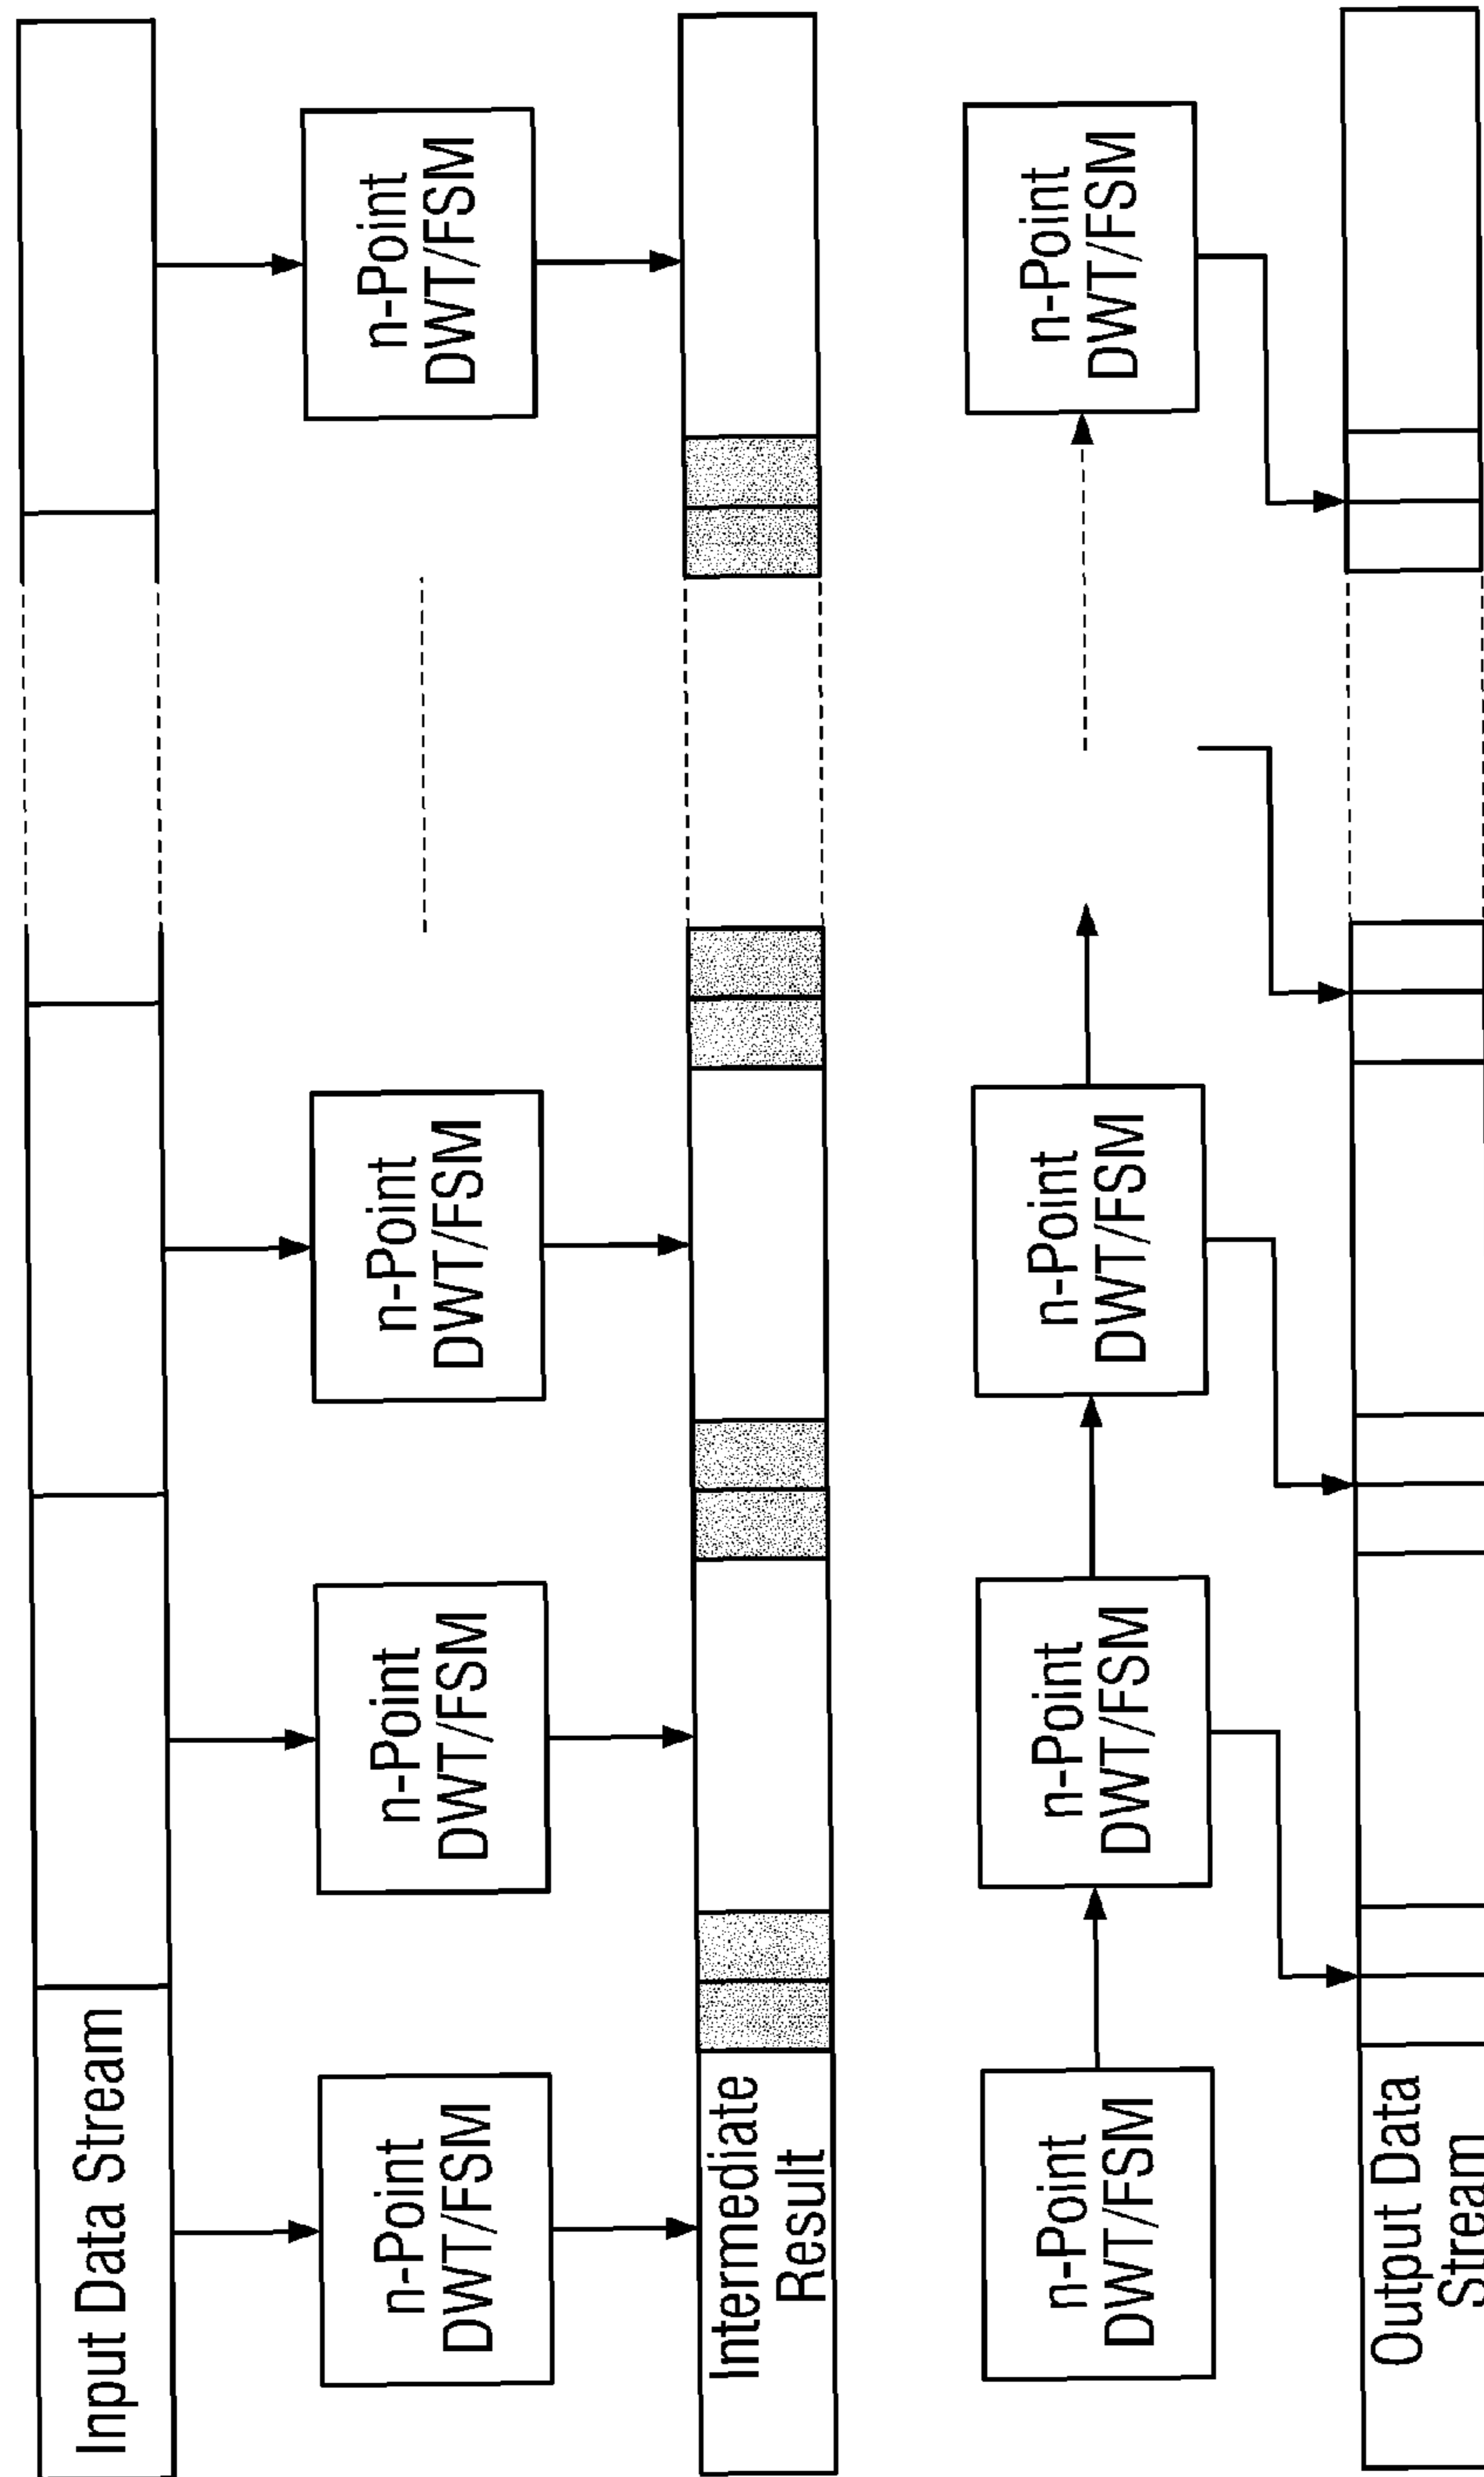 Input Data Stream
n-Point
DWT/FSM
n-Point
DWT/FSM
n-Point
DWT/FSM
n-Point
DWT/FSM
Intermediate
Result
n-Point
DWT/FSM
n-Point
DWT/FSM
n-Point
DWT/FSM
n-Point
DWT/FSM
Output Data
Stream